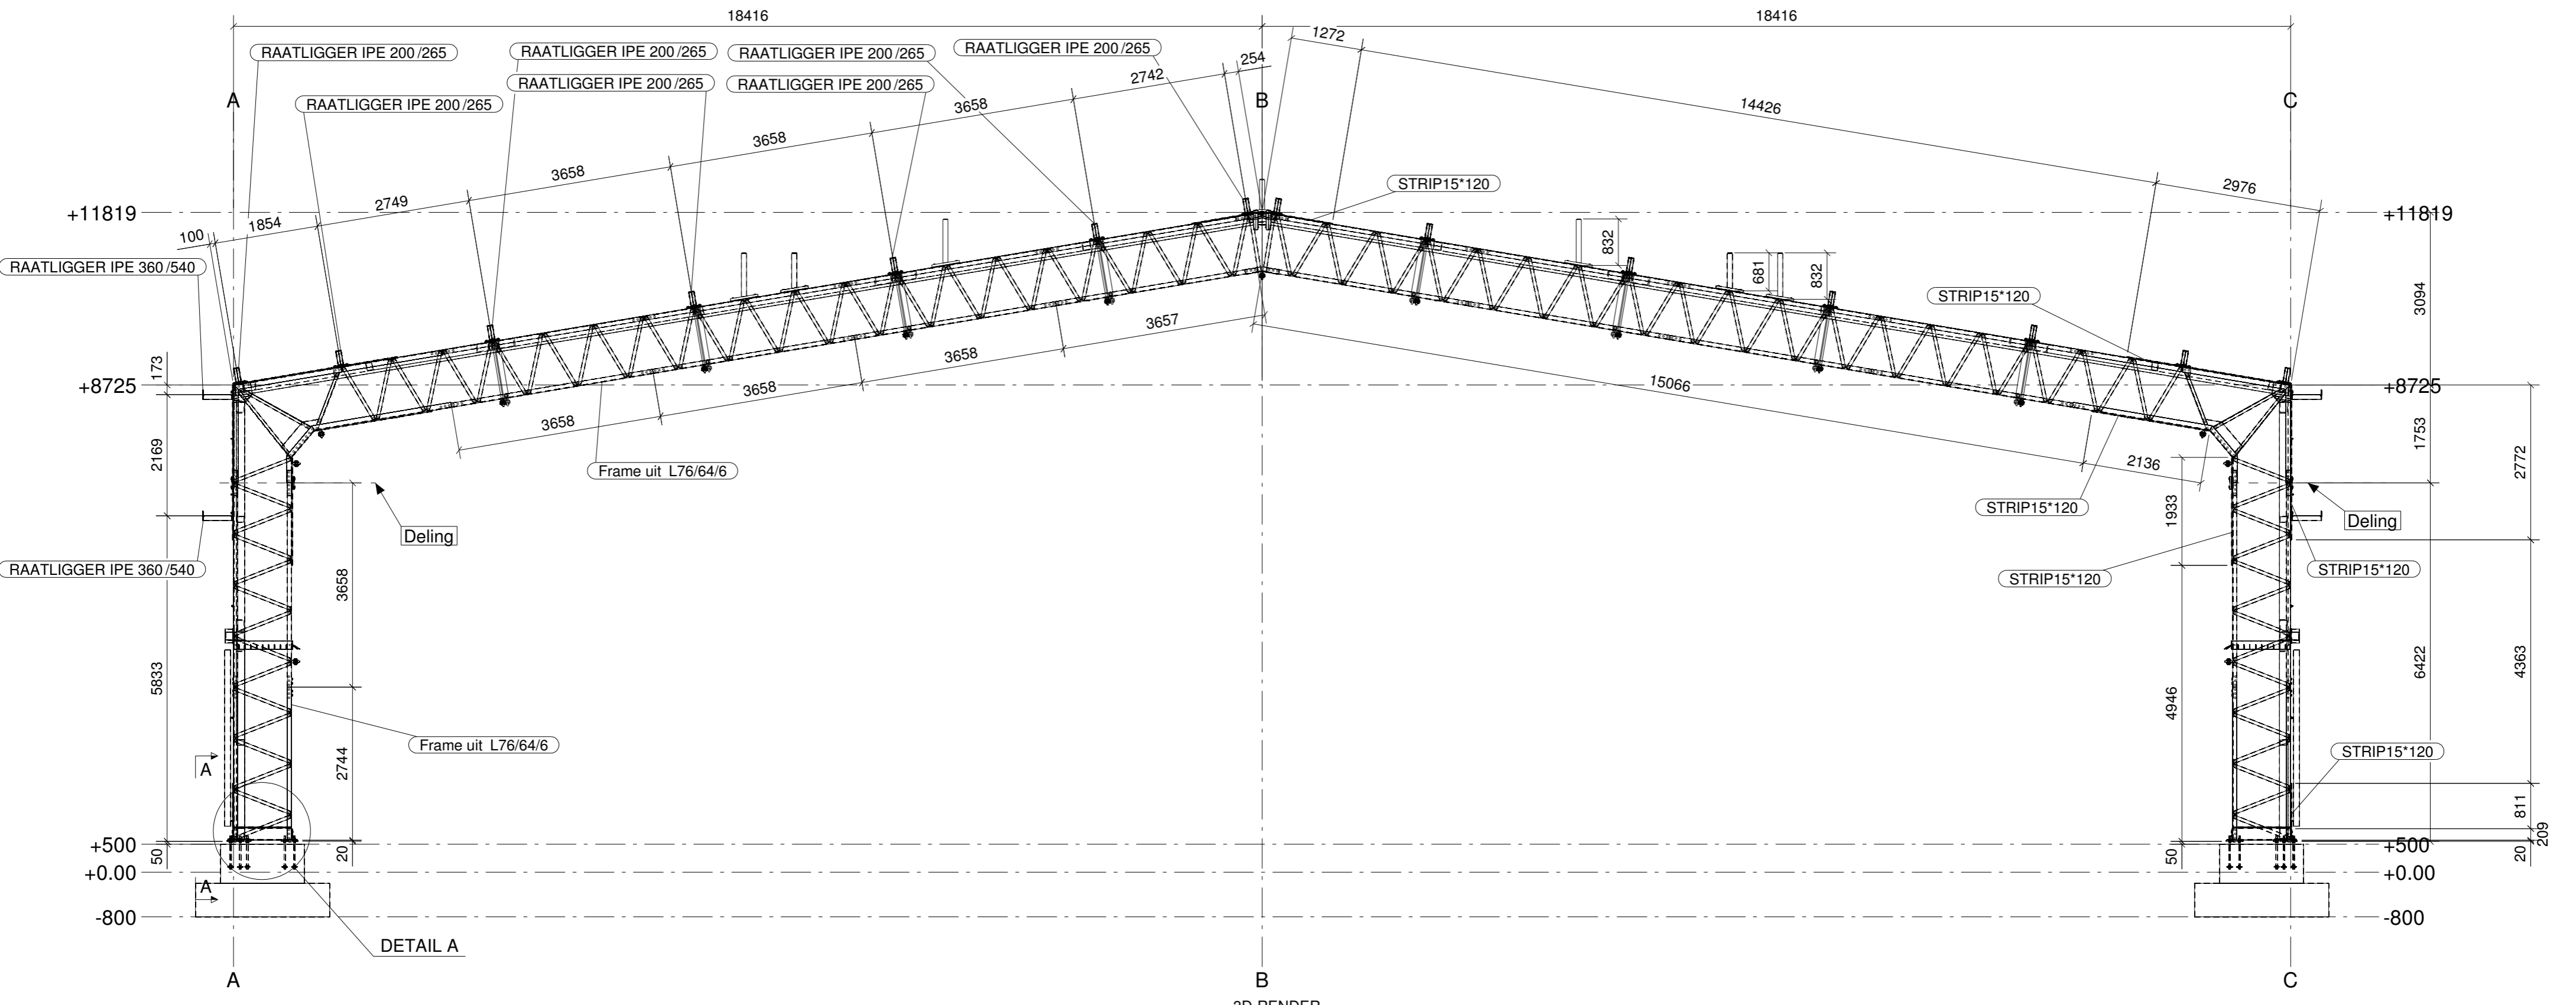 18416
18416
RAATLIGGER IPE 200/265
RAATLIGGER IPE 200/265
RAATLIGGER IPE 200/265
RAATLIGGER IPE 200/265
1272
254
2742
RAATLIGGER IPE 200/265
RAATLIGGER IPE 200/265
RAATLIGGER IPE 200/265
A
B
C
3658
14426
3658
3658
2749
1854
100
STRIP15*120
2976
+11819
+11819
832
681
832
RAATLIGGER IPE 360/540
STRIP15*120
3094
173
+8725
3657
3658
3658
3658
15066
+8725
2169
Frame uit L76/64/6
2136
1753
2772
STRIP15*120
1933
Deling
Deling
RAATLIGGER IPE 360/540
3658
STRIP15*120
STRIP15*120
5833
4946
6422
4363
Frame uit L76/64/6
2744
STRIP15*120
A
811
209
+500
50
20
50
+500
20
+0.00
+0.00
A
-800
-800
DETAIL A
A
B
C
3D RENDER